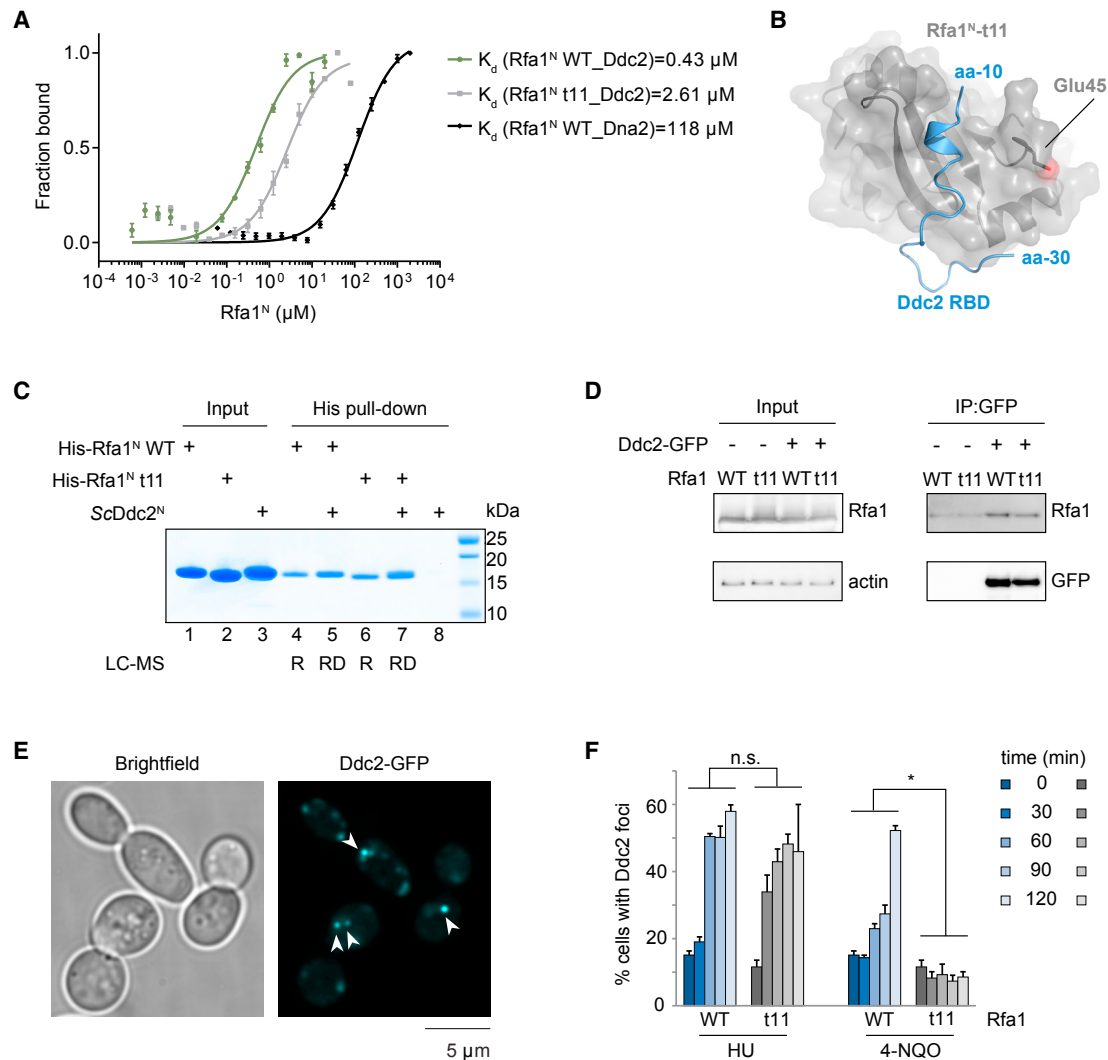 A
Fraction bound
1.0
0.5
0.0
10⁻⁴ 10⁻³ 10⁻² 10⁻¹ 10⁰ 10¹ 10² 10³ 10⁴
Rfa1ᴺ (µM)
K_d (Rfa1ᴺ WT_Ddc2)=0.43 µM
K_d (Rfa1ᴺ t11_Ddc2)=2.61 µM
K_d (Rfa1ᴺ WT_Dna2)=118 µM
B
Rfa1ᴺ-t11
aa-10
Glu45
aa-30
Ddc2 RBD
C
Input His pull-down
His-Rfa1ᴺ WT + + +
His-Rfa1ᴺ t11 + + +
ScDdc2ᴺ + + + +
kDa
25
20
15
10
1 2 3 4 5 6 7 8
LC-MS R RD R RD
D
Input IP:GFP
Ddc2-GFP - - + + - - + +
Rfa1 WT t11 WT t11 WT t11 WT t11
Rfa1 Rfa1
actin GFP
E
Brightfield Ddc2-GFP
5 µm
F
% cells with Ddc2 foci
60
40
20
0
n.s.
*
time (min)
0
30
60
90
120
WT t11 WT t11 Rfa1
HU 4-NQO